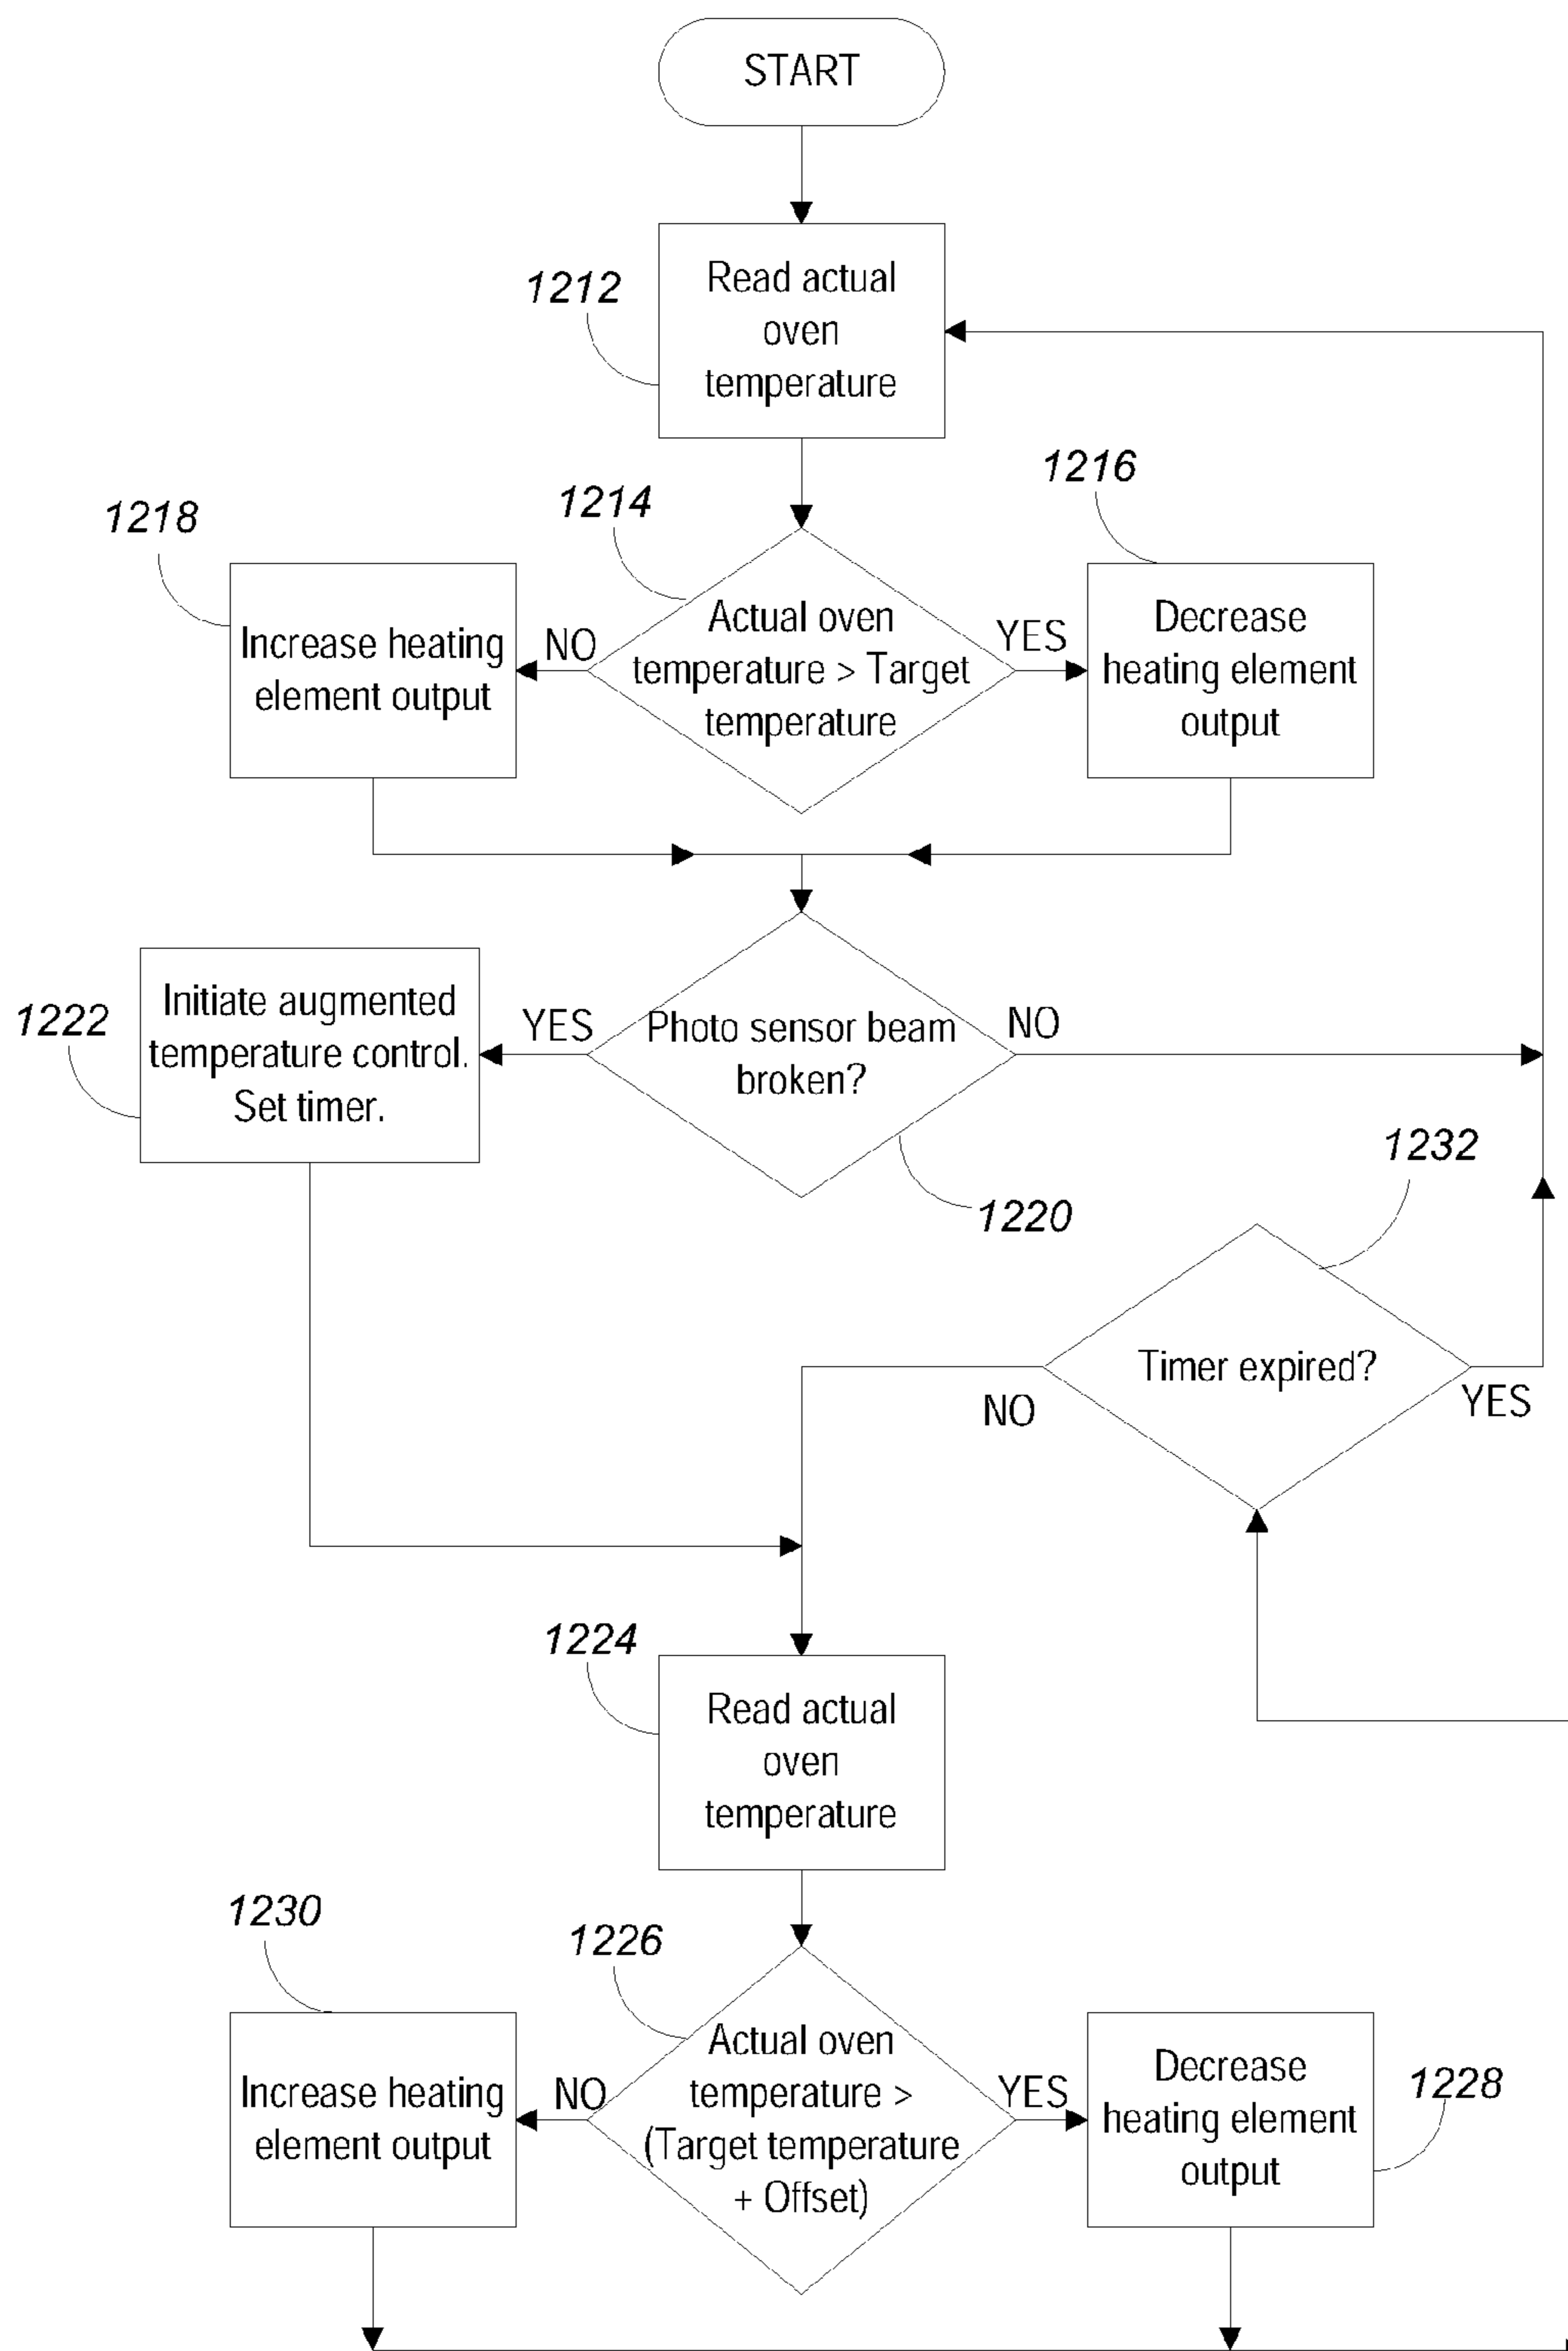 START
1212
Read actual
oven
temperature
1216
1214
1218
Increase heating
element output
NO
Actual oven
temperature > Target
temperature
YES
Decrease
heating element
output
1222
Initiate augmented
temperature control.
Set timer.
YES
Photo sensor beam
broken?
NO
1220
1232
Timer expired?
NO
YES
1224
Read actual
oven
temperature
1230
1226
Increase heating
element output
NO
Actual oven
temperature >
(Target temperature
+ Offset)
YES
Decrease
heating element
output
1228